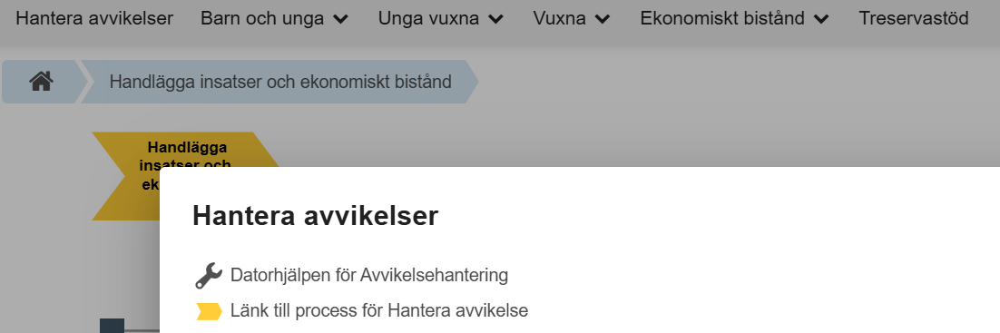 Hantera avvikelser Barn och unga Unga vuxna Vuxna Ekonomiskt bistånd Treservastöd
Handlägga insatser och ekonomiskt bistånd
Handlägga
insatser och
ek
Hantera avvikelser
Datorhjälpen för Avvikelsehantering
Länk till process för Hantera avvikelse